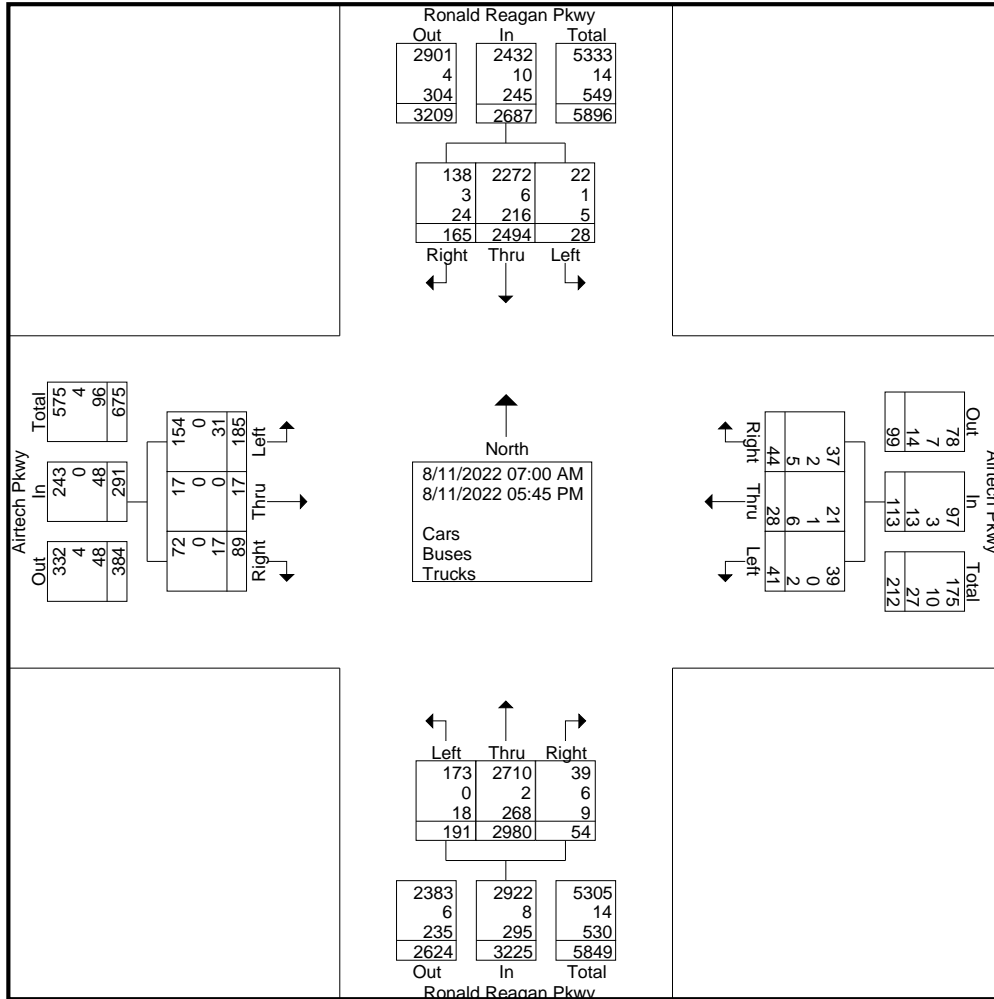 Ronald Reagan Pkwy
Out In Total
2901 2432 5333
4 10 14
304 245 549
3209 2687 5896
138 2272 22
3 6 1
24 216 5
165 2494 28
Right Thru Left
Airtech Pkwy
Total In Out
575 243 332
4 0 4
96 48 48
675 291 384
154 17 72
0 0 0
31 0 17
185 17 89
Left Thru Right
North
8/11/2022 07:00 AM
8/11/2022 05:45 PM
Cars
Buses
Trucks
Right Thru Left
37 21 39
2 1 0
5 6 2
44 28 41
Out In Total
78 97 175
7 3 10
14 13 27
99 113 212
Airtech Pkwy
Left Thru Right
173 2710 39
0 2 6
18 268 9
191 2980 54
2383 2922 5305
6 8 14
235 295 530
2624 3225 5849
Out In Total
Ronald Reagan Pkwy